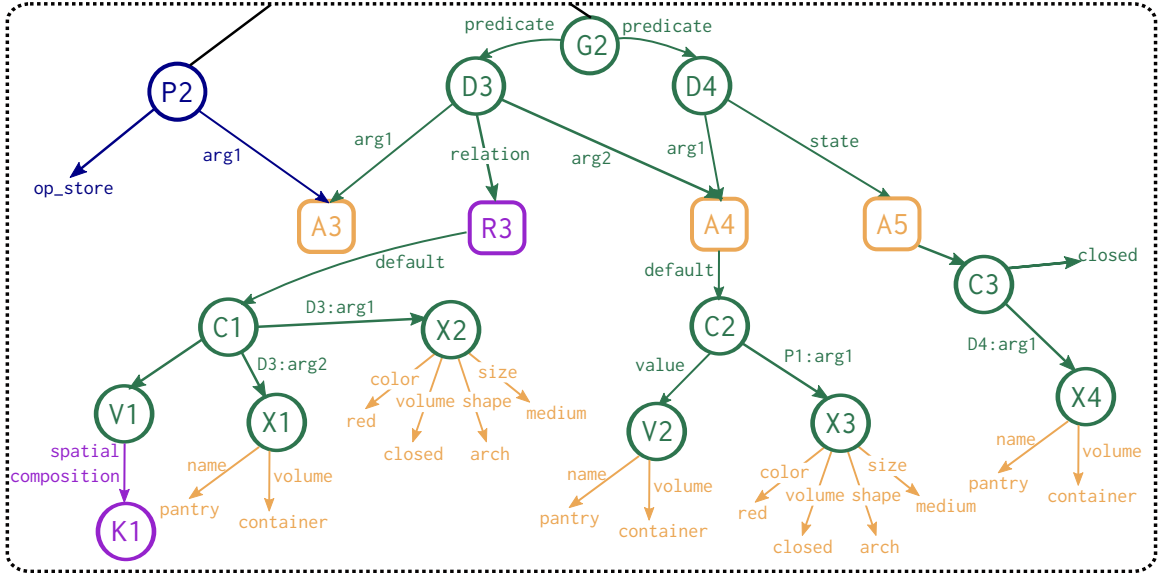 predicate
G2
predicate
P2
D3
D4
arg1
arg1
relation
arg2
arg1
state
op_store
A3
R3
A4
A5
default
default
closed
C3
C1
D3:arg1
X2
C2
D3:arg2
value
P1:arg1
D4:arg1
color
size
volume
shape
red
medium
closed
arch
V1
X1
V2
X3
X4
spatial
composition
name
volume
pantry
container
K1
name
volume
pantry
container
color
size
volume
shape
red
medium
closed
arch
name
volume
pantry
container